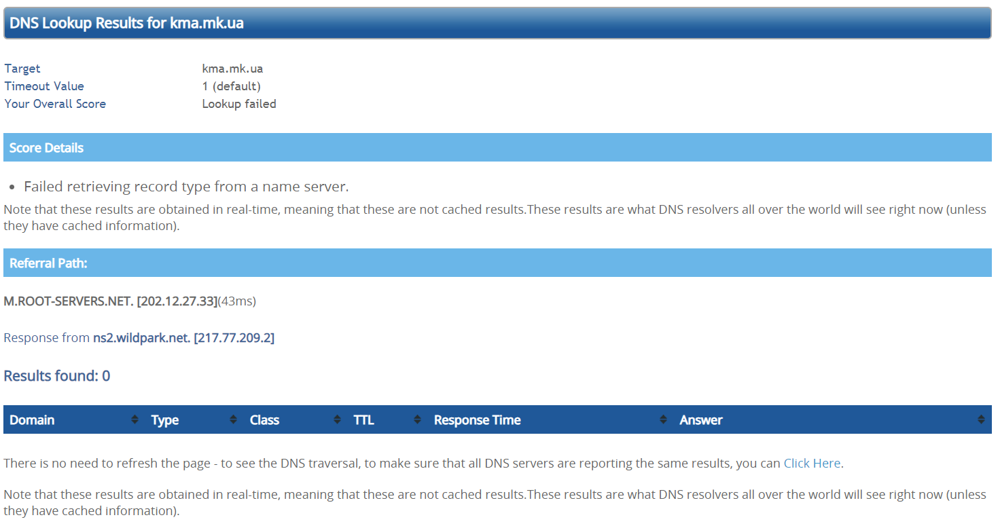 DNS Lookup Results for kma.mk.ua
Target kma.mk.ua
Timeout Value 1 (default)
Your Overall Score Lookup failed
Score Details
• Failed retrieving record type from a name server.
Note that these results are obtained in real-time, meaning that these are not cached results.These results are what DNS resolvers all over the world will see right now (unless
they have cached information).
Referral Path:
M.ROOT-SERVERS.NET. [202.12.27.33](43ms)
Response from ns2.wildpark.net. [217.77.209.2]
Results found: 0
Domain Type Class TTL Response Time Answer
There is no need to refresh the page - to see the DNS traversal, to make sure that all DNS servers are reporting the same results, you can Click Here.
Note that these results are obtained in real-time, meaning that these are not cached results.These results are what DNS resolvers all over the world will see right now (unless
they have cached information).